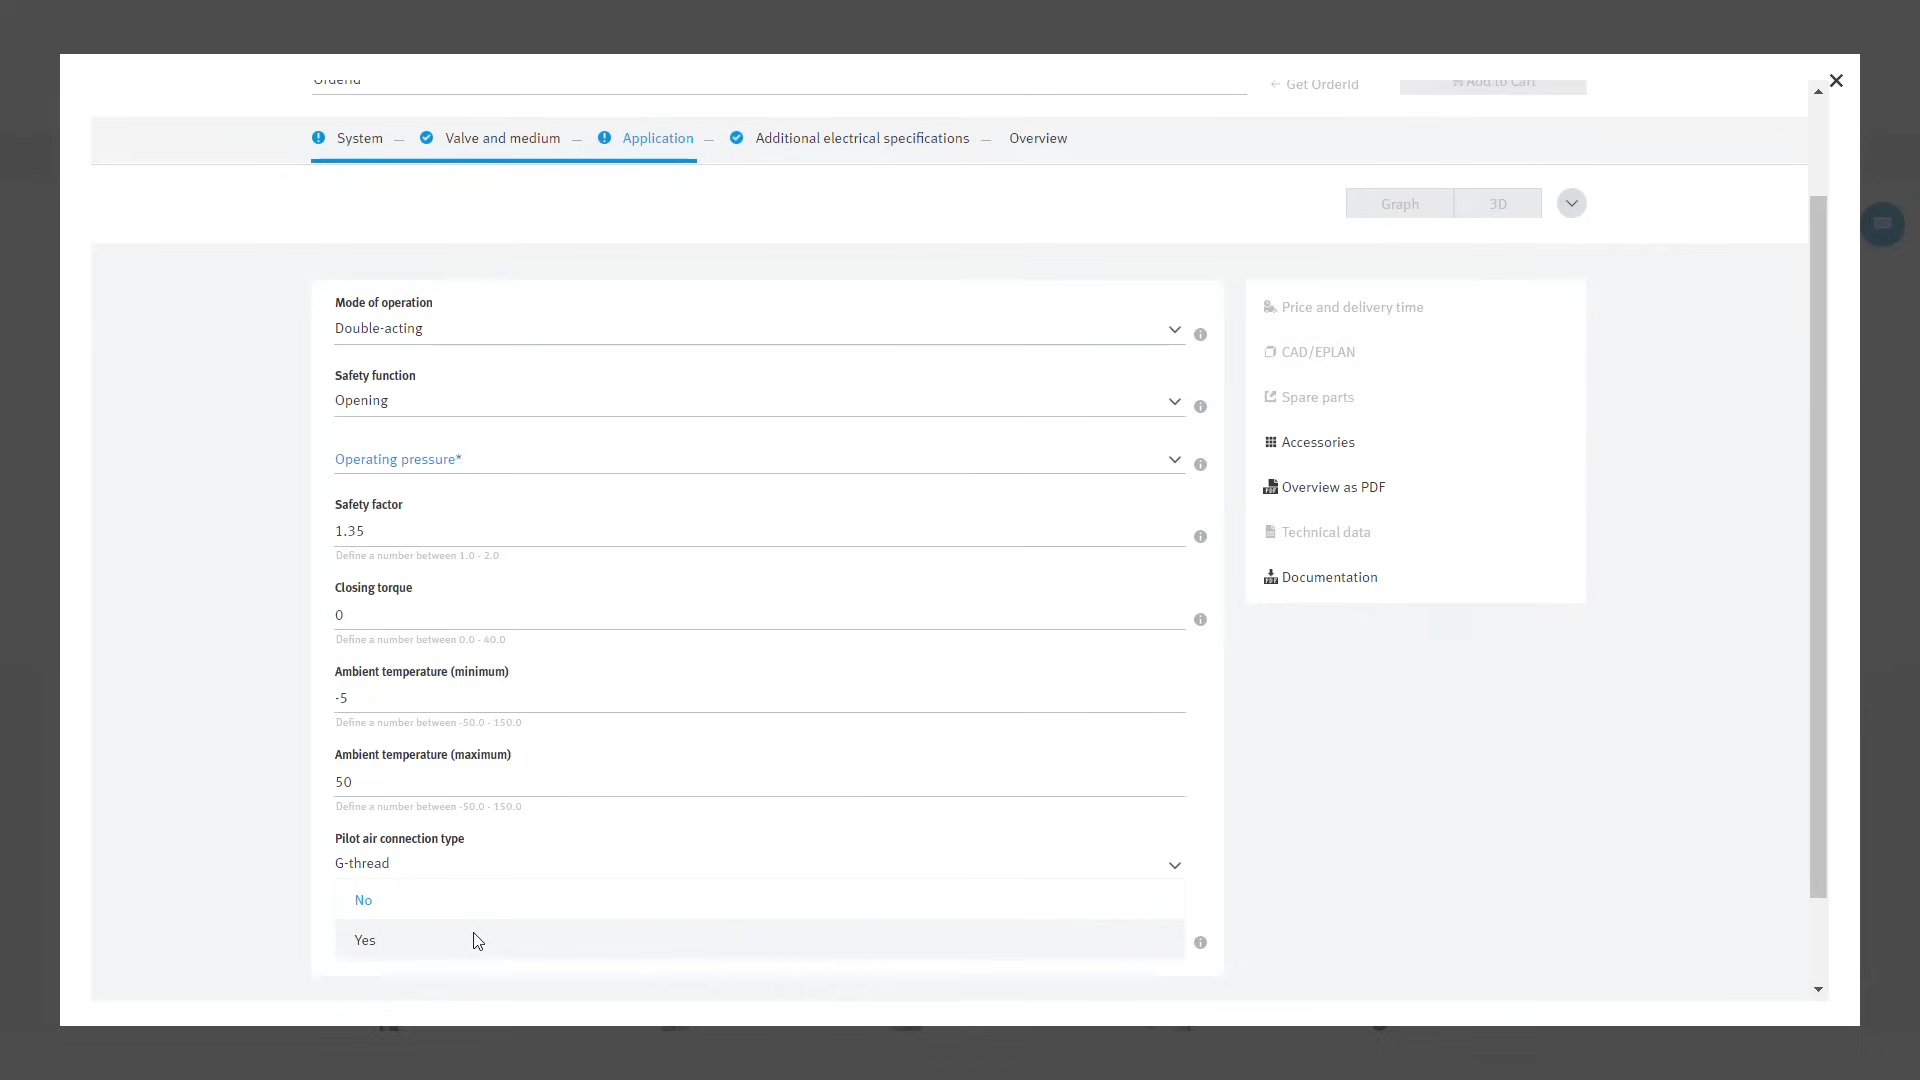 OrderId
Get OrderId
Add to Cart
System
Valve and medium
Application
Additional electrical specifications
Overview
Graph
3D
Mode of operation
Double-acting
Safety function
Opening
Operating pressure*
Safety factor
1.35
Define a number between 1.0 - 2.0
Closing torque
0
Define a number between 0.0 - 40.0
Ambient temperature (minimum)
-5
Define a number between -50.0 - 150.0
Ambient temperature (maximum)
50
Define a number between -50.0 - 150.0
Pilot air connection type
G-thread
No
Yes
Price and delivery time
CAD/EPLAN
Spare parts
Accessories
Overview as PDF
Technical data
Documentation